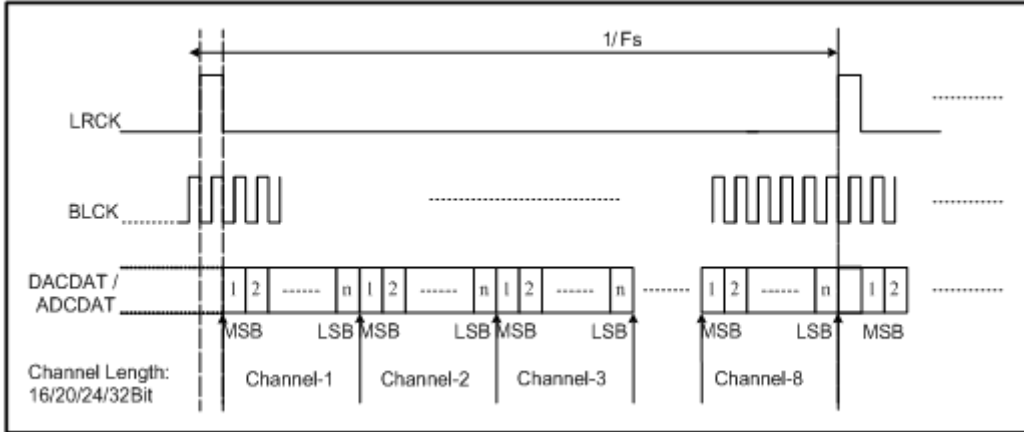 1/ Fs
LRCK
BLCK
DACDAT /
ADCDAT
1 2 ------ n 1 2 ------ n 1 2 ------ n 1 2 ------ n 1 2
MSB LSB MSB LSB MSB LSB MSB LSB MSB
Channel Length:
16/20/24/32Bit
Channel-1 Channel-2 Channel-3 Channel-8